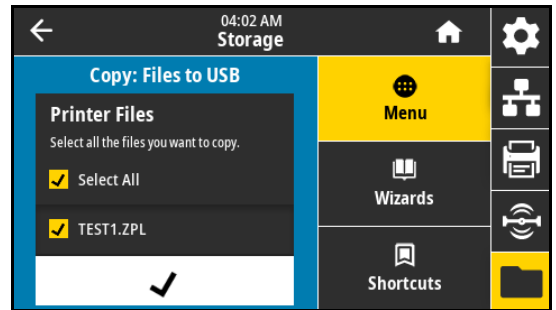 04:02 AM
Storage
Copy: Files to USB
Printer Files
Select all the files you want to copy.
Select All
TEST1.ZPL
Menu
Wizards
Shortcuts